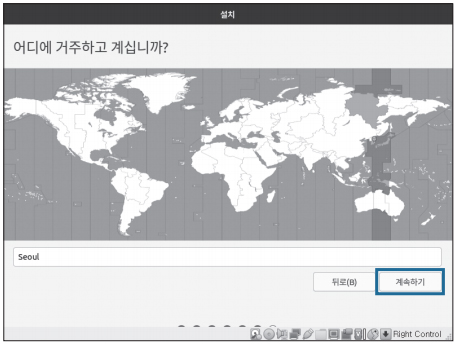 설치
어디에 거주하고 계십니까?
Seoul
뒤로(B)
계속하기
Right Control